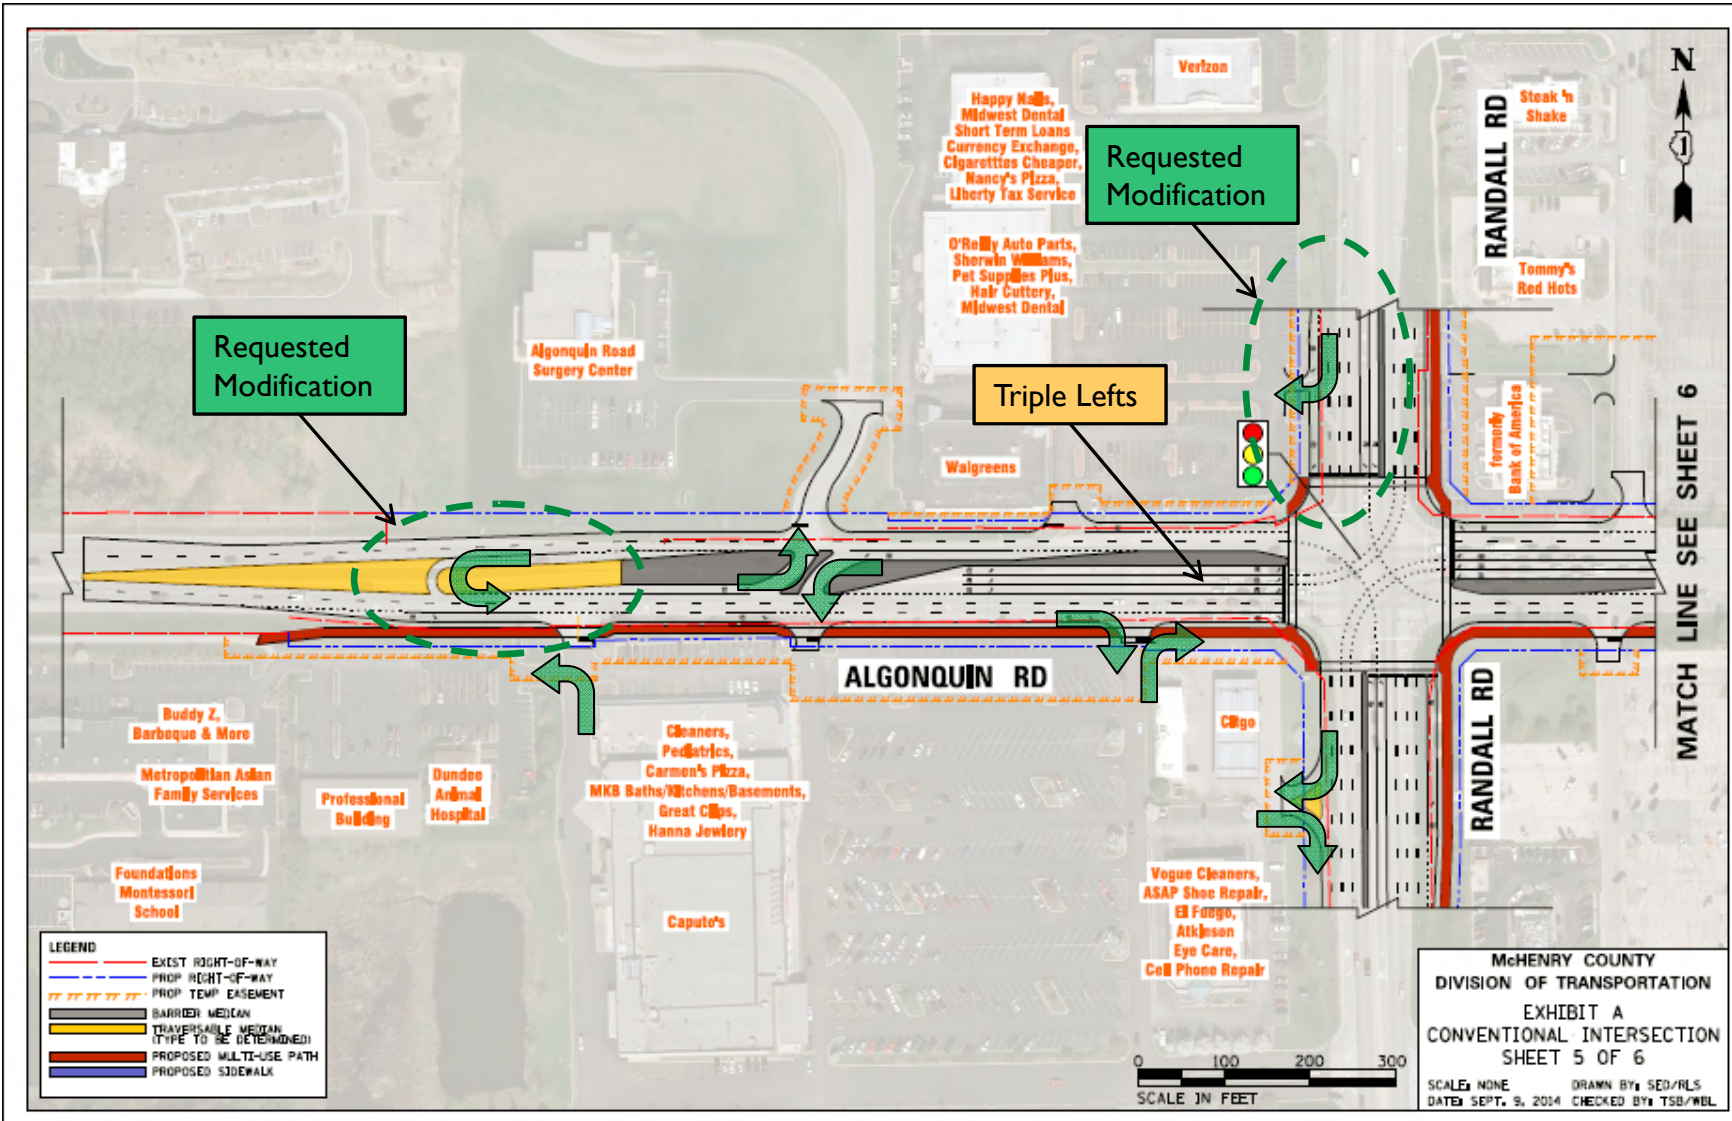 Verizon
Happy Nails,
Midwest Dental
Short Term Loans
Currency Exchange,
Cigarettes Cheaper,
Nancy's Pizza,
Liberty Tax Service
O'Reilly Auto Parts,
Sherwin Williams,
Pet Supplies Plus,
Hair Cuttery,
Midwest Dental
Requested
Modification
RANDALL RD
Steak 'n
Shake
N
1
Tommy's
Red Hots
Requested
Modification
Algonquin Road
Surgery Center
Triple Lefts
Walgreens
formerly
Bank of America
MATCH LINE SEE SHEET 6
ALGONQUIN RD
RANDALL RD
Buddy Z,
Barbeque & More
Metropolitian Asian
Family Services
Professional
Building
Dundee
Animal
Hospital
Cleaners,
Pediatrics,
Carmen's Pizza,
MKB Baths/Kitchens/Basements,
Great Clips,
Hanna Jewlery
Citgo
Foundations
Montessori
School
Caputo's
Vogue Cleaners,
ASAP Shoe Repair,
El Fuego,
Atkinson
Eye Care,
Cell Phone Repair
LEGEND
EXIST RIGHT-OF-WAY
PROP RIGHT-OF-WAY
PROP TEMP EASEMENT
BARRIER MEDIAN
TRAVERSABLE MEDIAN
(TYPE TO BE DETERMINED)
PROPOSED MULTI-USE PATH
PROPOSED SIDEWALK
0 100 200 300
SCALE IN FEET
McHENRY COUNTY
DIVISION OF TRANSPORTATION
EXHIBIT A
CONVENTIONAL INTERSECTION
SHEET 5 OF 6
SCALE: NONE DRAWN BY: SED/RLS
DATE: SEPT. 9, 2014 CHECKED BY: TSB/WBL